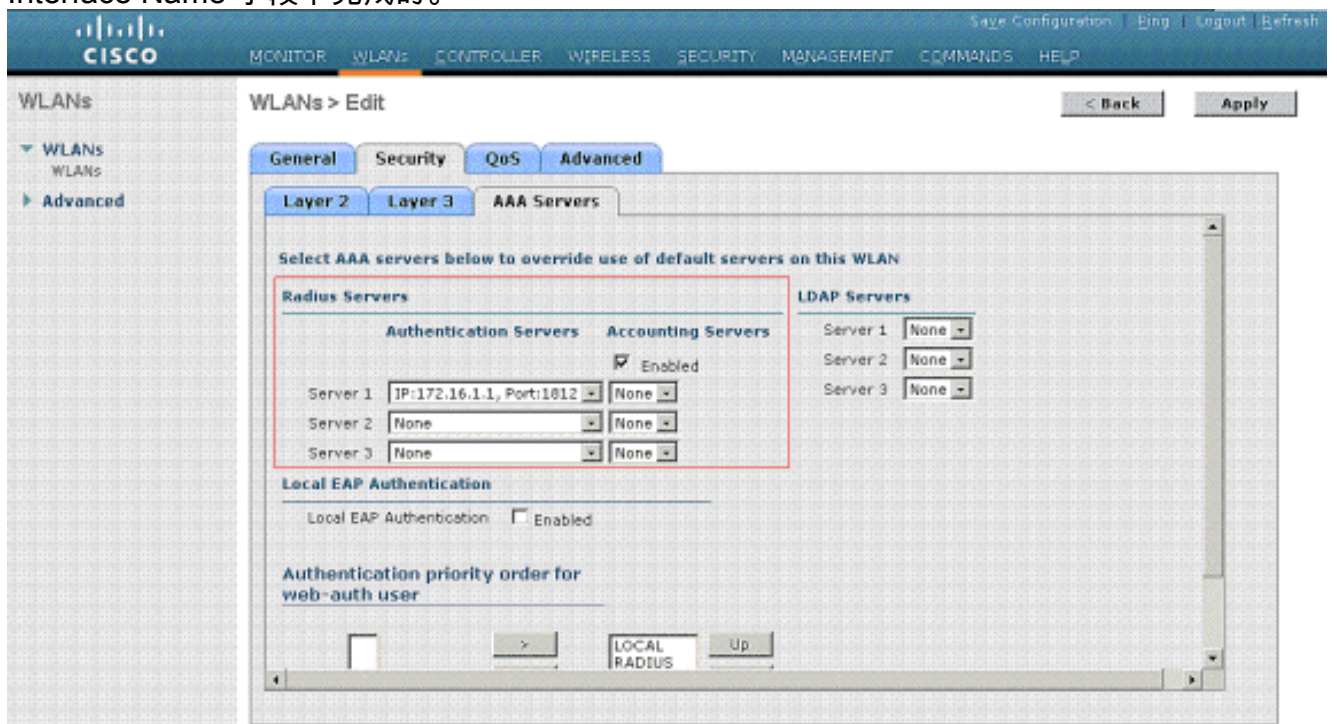 Interface Name 字段中完成的。
Save Configuration | Ping | Logout | Refresh
CISCO
MONITOR WLANs CONTROLLER WIRELESS SECURITY MANAGEMENT COMMANDS HELP
WLANs
WLANs > Edit
< Back Apply
WLANs
WLANs
Advanced
General Security QoS Advanced
Layer 2 Layer 3 AAA Servers
Select AAA servers below to override use of default servers on this WLAN
Radius Servers
LDAP Servers
Authentication Servers Accounting Servers
Enabled
Server 1 IP:172.16.1.1, Port:1812 None
Server 2 None None
Server 3 None None
Server 1 None
Server 2 None
Server 3 None
Local EAP Authentication
Local EAP Authentication Enabled
Authentication priority order for
web-auth user
> LOCAL Up
RADIUS